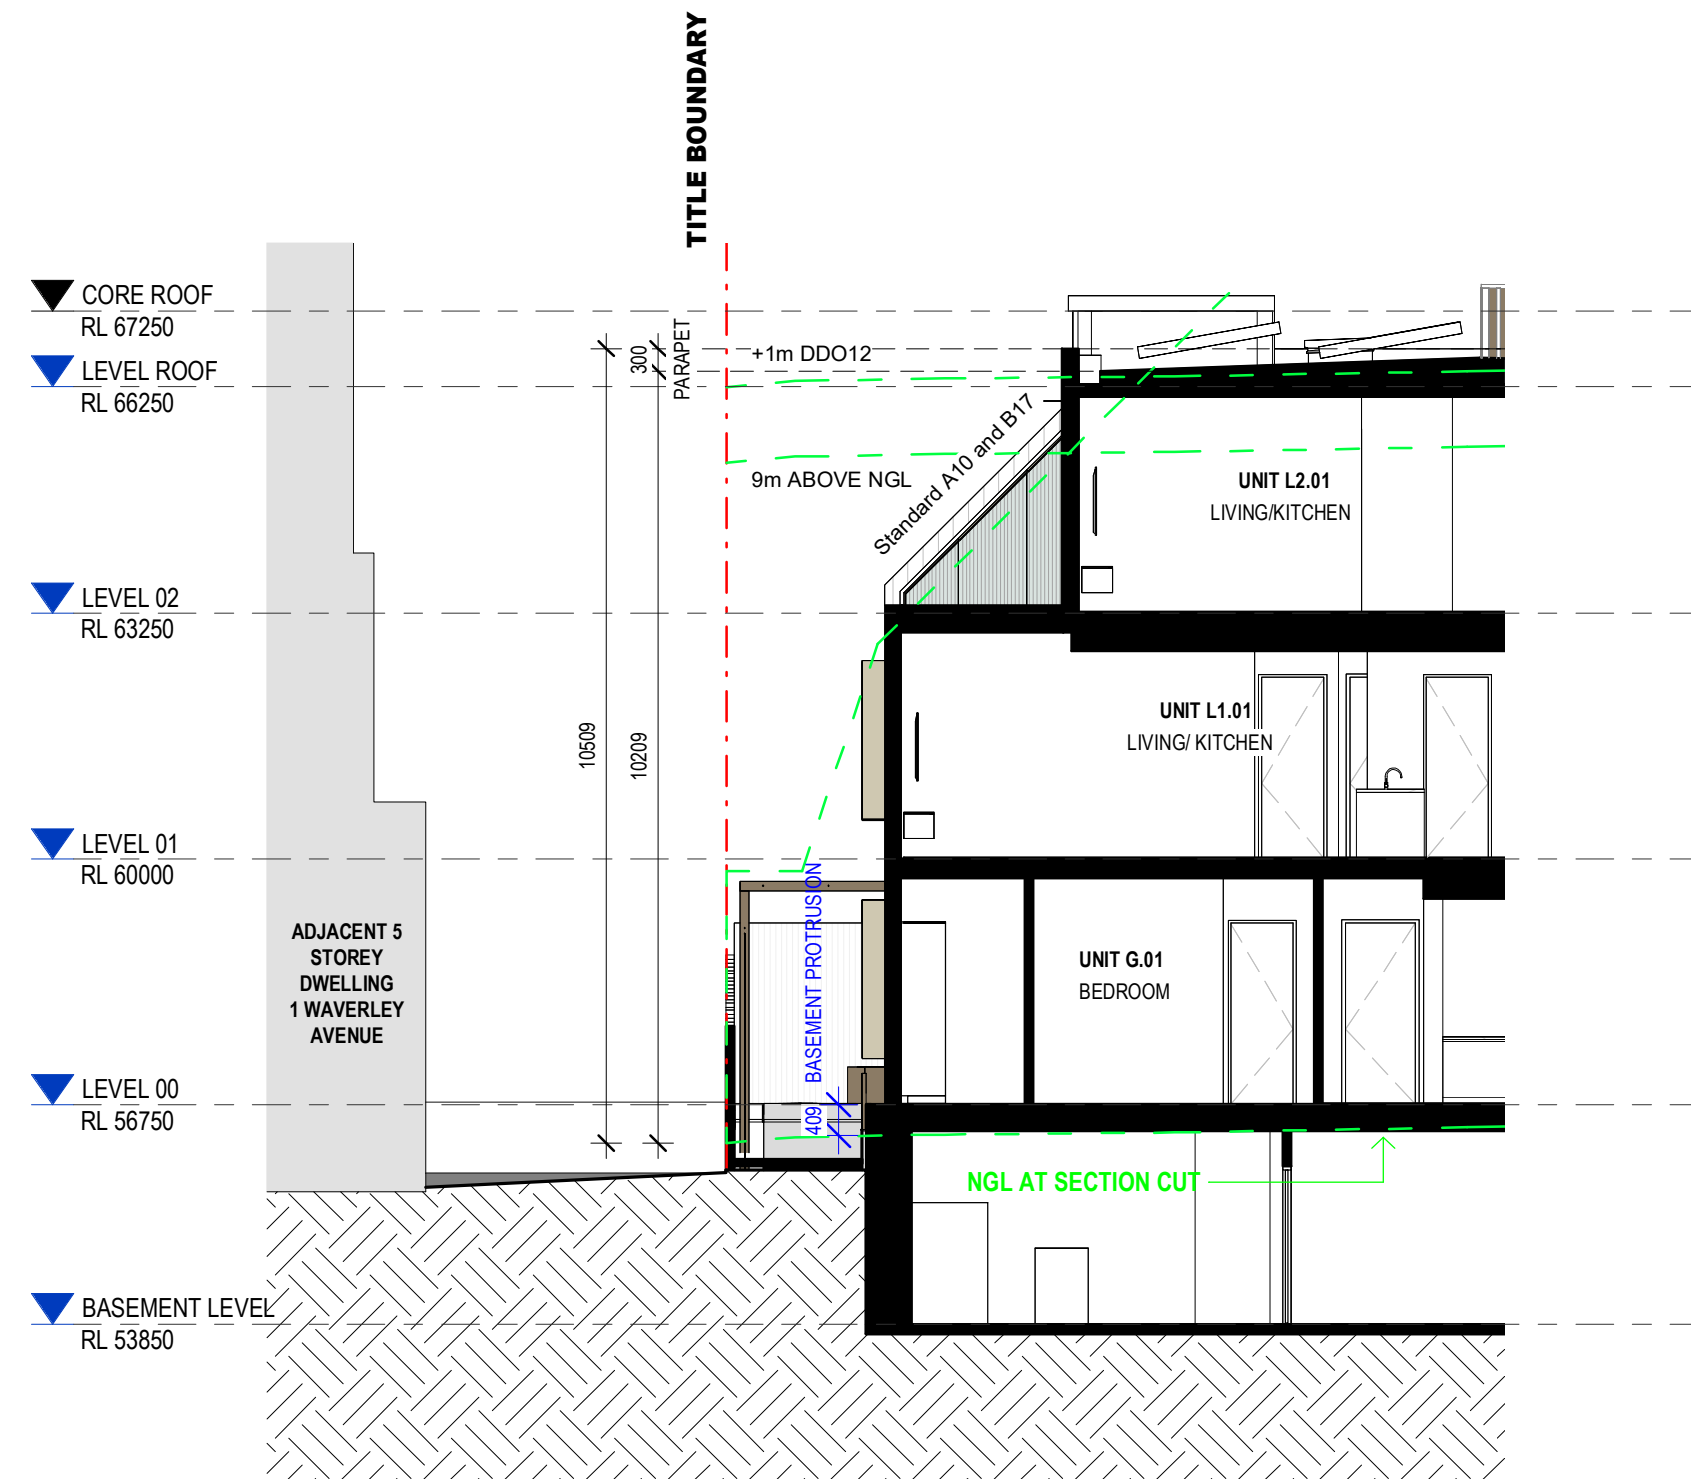 TITLE BOUNDARY
CORE ROOF
RL 67250
LEVEL ROOF
RL 66250
300
PARAPET
+1m DDO12
9m ABOVE NGL
Standard A10 and B17
UNIT L2.01
LIVING/KITCHEN
LEVEL 02
RL 63250
10509
10209
UNIT L1.01
LIVING/ KITCHEN
LEVEL 01
RL 60000
ADJACENT 5
STOREY
DWELLING
1 WAVERLEY
AVENUE
409 BASEMENT PROTRUSION
UNIT G.01
BEDROOM
LEVEL 00
RL 56750
NGL AT SECTION CUT
BASEMENT LEVEL
RL 53850